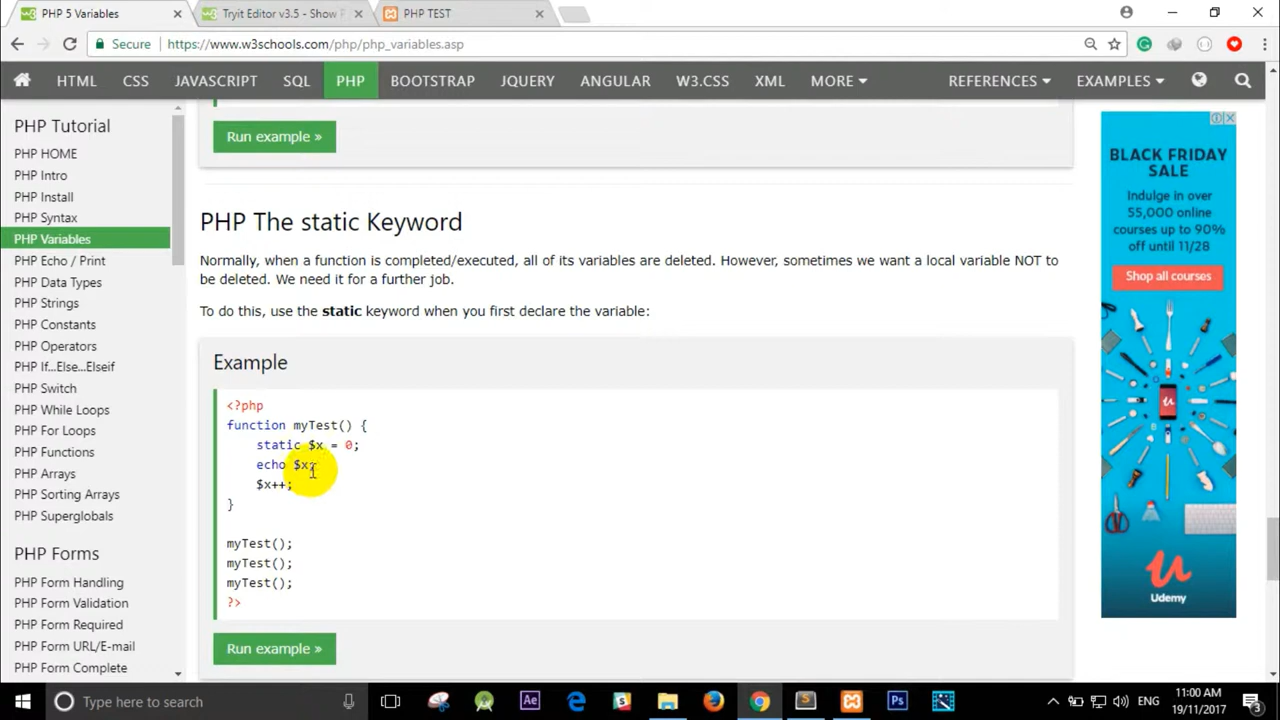 PHP 5 Variables
Tryit Editor v3.5 - Show
PHP TEST
Secure
https://www.w3schools.com/php/php_variables.asp
HTML CSS JAVASCRIPT SQL PHP BOOTSTRAP JQUERY ANGULAR W3.CSS XML MORE REFERENCES EXAMPLES
PHP Tutorial
PHP HOME
PHP Intro
PHP Install
PHP Syntax
PHP Variables
PHP Echo / Print
PHP Data Types
PHP Strings
PHP Constants
PHP Operators
PHP If...Else...Elseif
PHP Switch
PHP While Loops
PHP For Loops
PHP Functions
PHP Arrays
PHP Sorting Arrays
PHP Superglobals
PHP Forms
PHP Form Handling
PHP Form Validation
PHP Form Required
PHP Form URL/E-mail
PHP Form Complete
Run example »
PHP The static Keyword
Normally, when a function is completed/executed, all of its variables are deleted. However, sometimes we want a local variable NOT to
be deleted. We need it for a further job.
To do this, use the static keyword when you first declare the variable:
Example
<?php
function myTest() {
static $x = 0;
echo $x;
$x++;
}
myTest();
myTest();
myTest();
?>
Run example »
BLACK FRIDAY
SALE
Indulge in over
55,000 online
courses up to 90%
off until 11/28
Shop all courses
Udemy
Type here to search
Ae
S
Ps
ENG
11:00 AM
19/11/2017
3